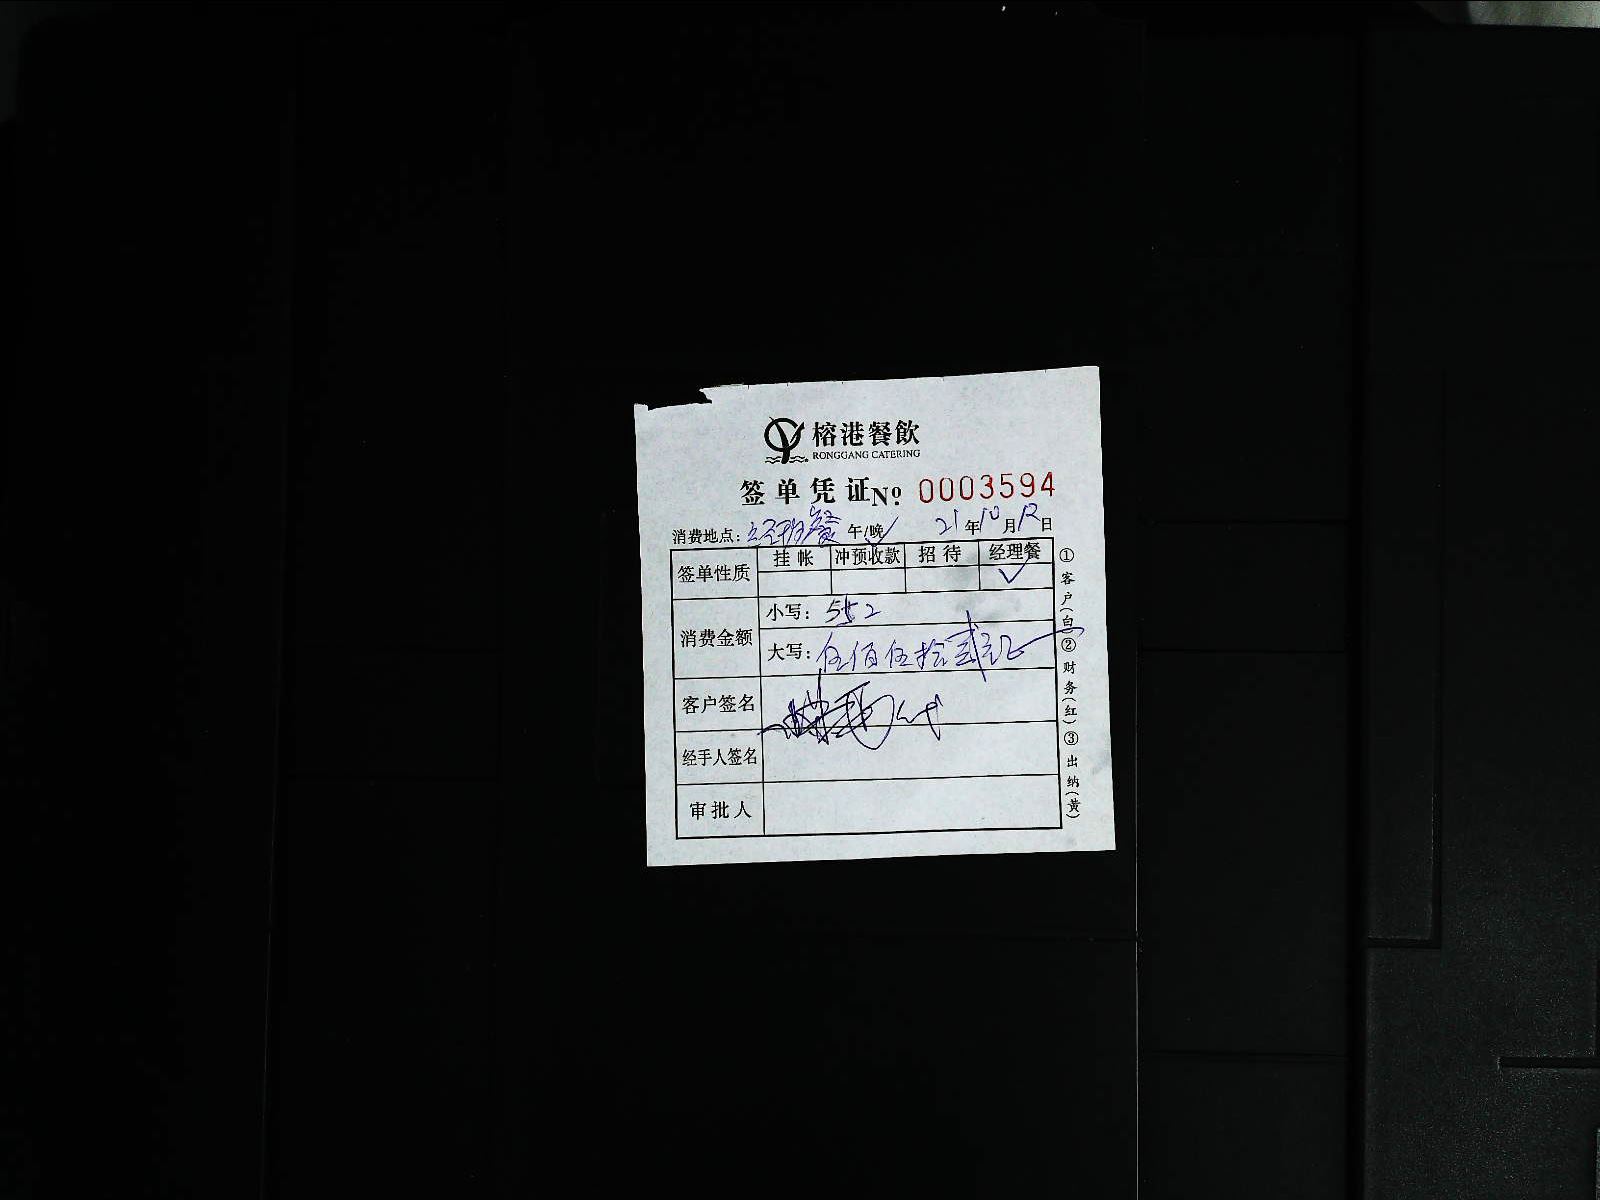 榕港餐飲
RONGGANG CATERING
签单凭证 No. 0003594
消费地点: 经理餐 午/晚✓ 21年10月12日
签单性质 挂帐 冲预收款 招待 经理餐
✓
消费金额
小写: 552
大写: 伍佰伍拾贰元正
客户签名 代
经手人签名
审批人
①客户(白)②财务(红)③出纳(黄)